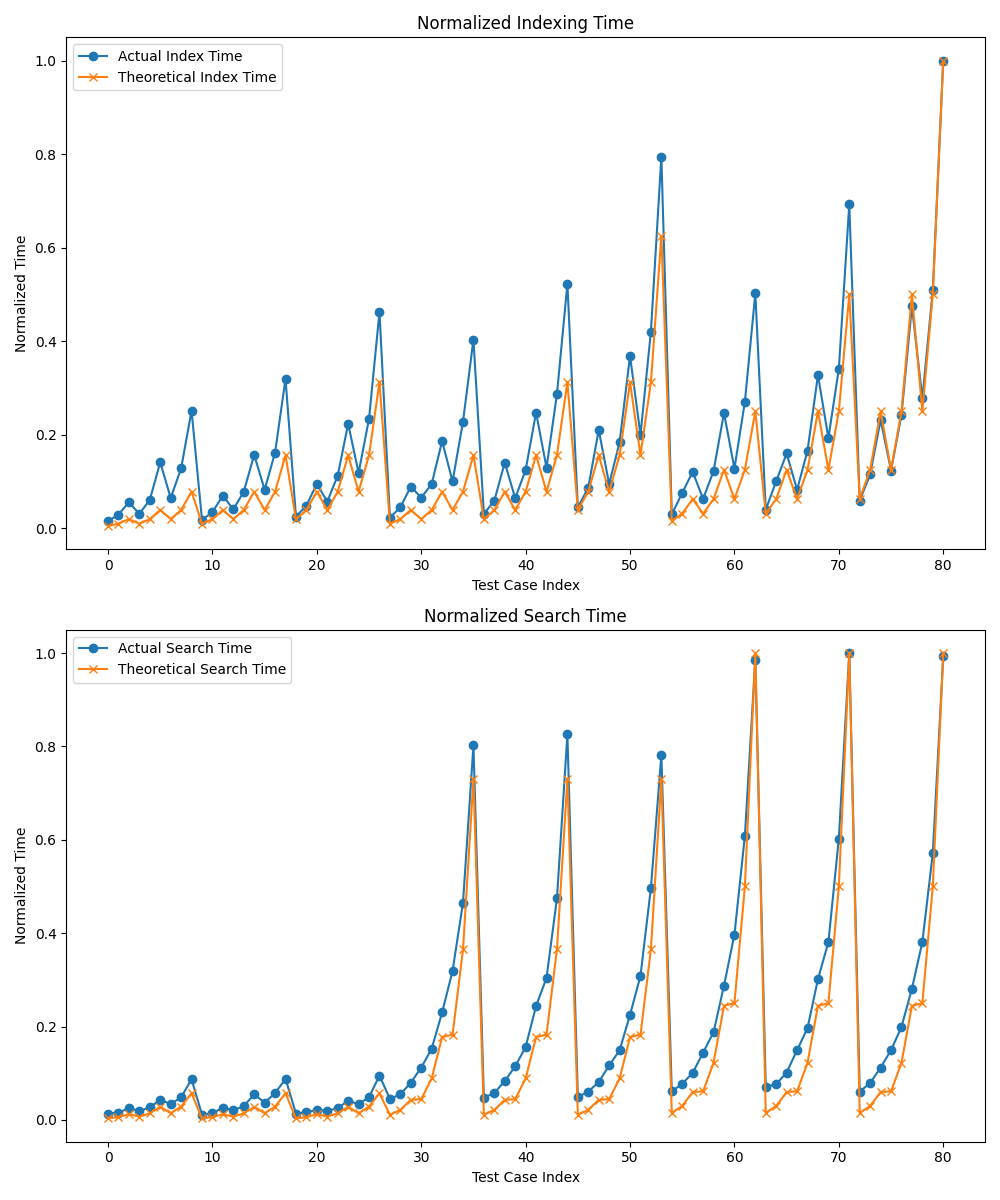 Normalized Indexing Time
Actual Index Time
Theoretical Index Time
1.0
0.8
0.6
0.4
0.2
0.0
Normalized Time
0 10 20 30 40 50 60 70 80
Test Case Index
Normalized Search Time
Actual Search Time
Theoretical Search Time
1.0
0.8
0.6
0.4
0.2
0.0
Normalized Time
0 10 20 30 40 50 60 70 80
Test Case Index